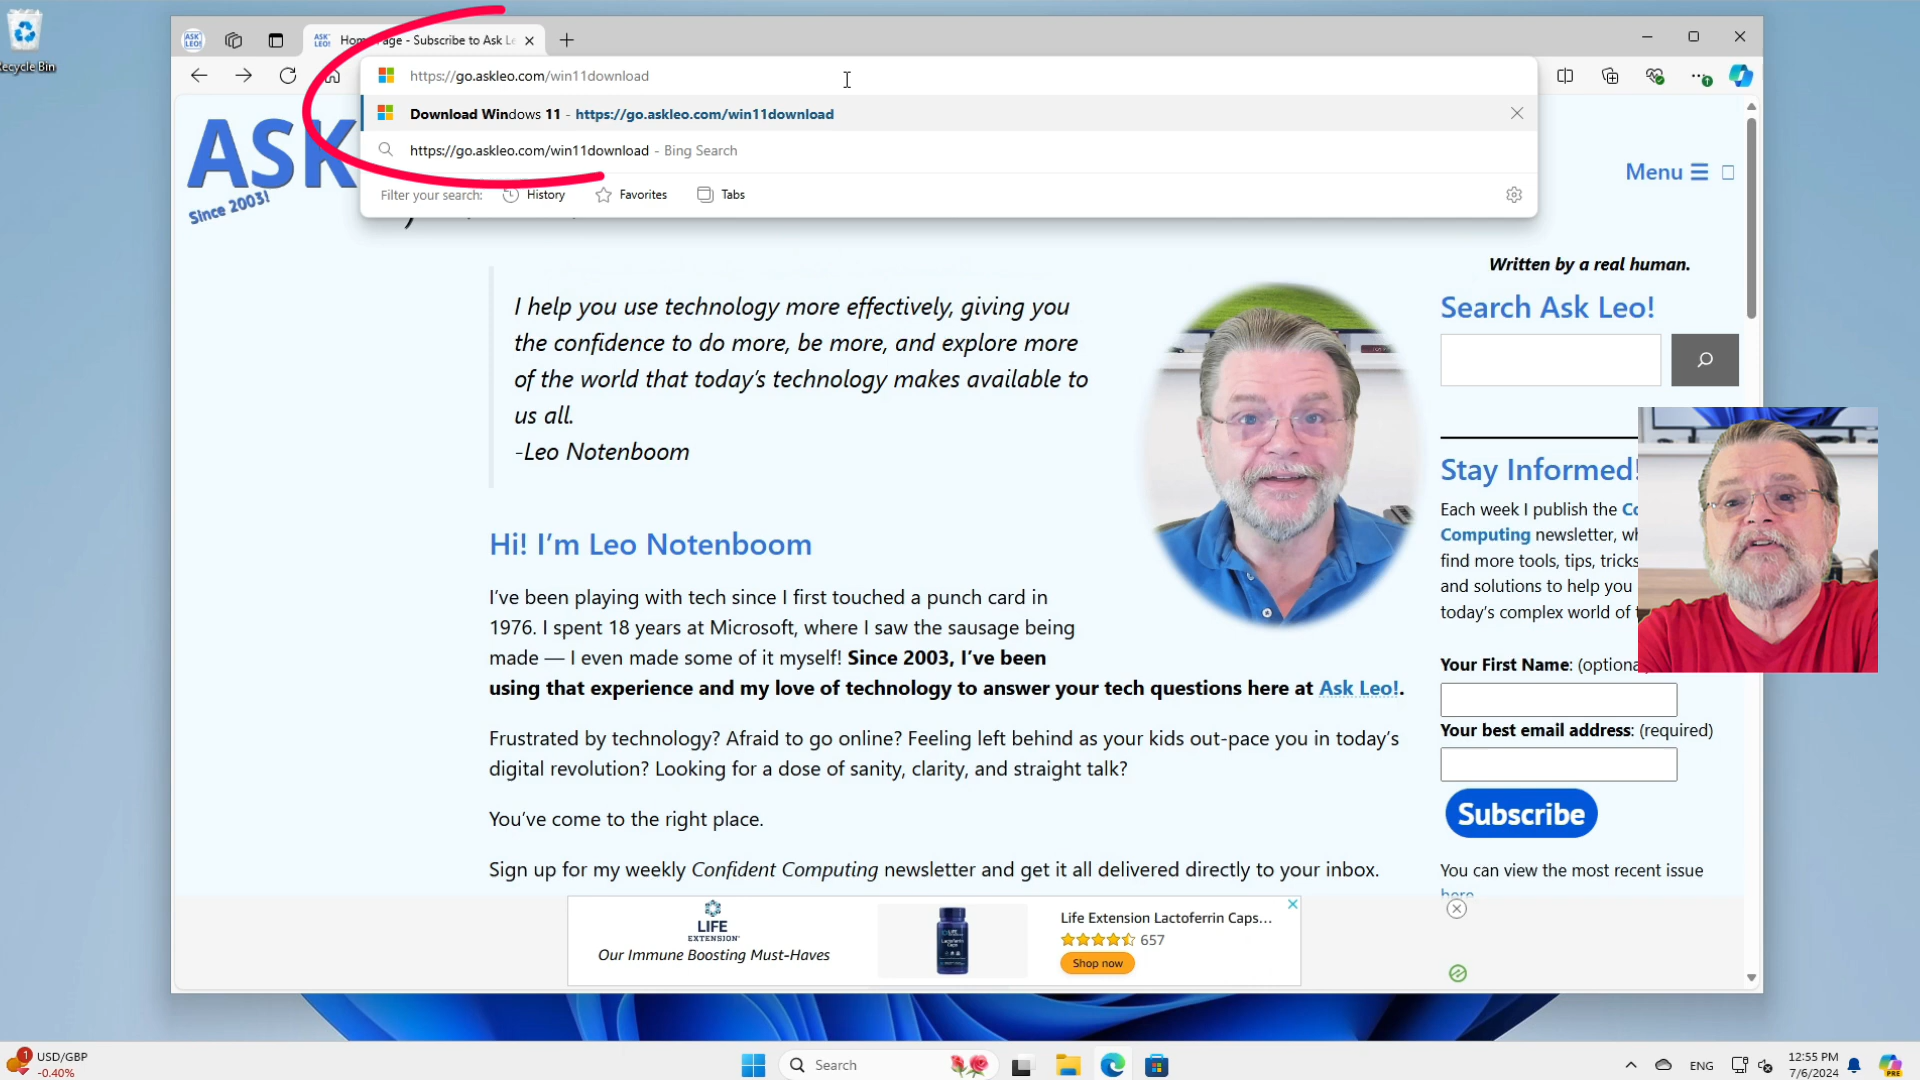 Recycle Bin
ASK LEO!
ASK LEO!
Home Page - Subscribe to Ask Le
https://go.askleo.com/win11download
Download Windows 11 - https://go.askleo.com/win11download
https://go.askleo.com/win11download - Bing Search
Filter your search: History Favorites Tabs
ASK
Since 2003!
Menu
Written by a real human.
I help you use technology more effectively, giving you
the confidence to do more, be more, and explore more
of the world that today's technology makes available to
us all.
-Leo Notenboom
Search Ask Leo!
Hi! I'm Leo Notenboom
I've been playing with tech since I first touched a punch card in
1976. I spent 18 years at Microsoft, where I saw the sausage being
made — I even made some of it myself! Since 2003, I've been
using that experience and my love of technology to answer your tech questions here at Ask Leo!.
Frustrated by technology? Afraid to go online? Feeling left behind as your kids out-pace you in today's
digital revolution? Looking for a dose of sanity, clarity, and straight talk?
You've come to the right place.
Sign up for my weekly Confident Computing newsletter and get it all delivered directly to your inbox.
Stay Informed!
Each week I publish the Co
Computing newsletter, wh
find more tools, tips, tricks
and solutions to help you
today's complex world of t
Your First Name: (optiona
Your best email address: (required)
Subscribe
You can view the most recent issue
here
LIFE
EXTENSION
Our Immune Boosting Must-Haves
Life Extension Lactoferrin Caps...
657
Shop now
1
USD/GBP
-0.40%
Search
ENG
12:55 PM
7/6/2024
PRE